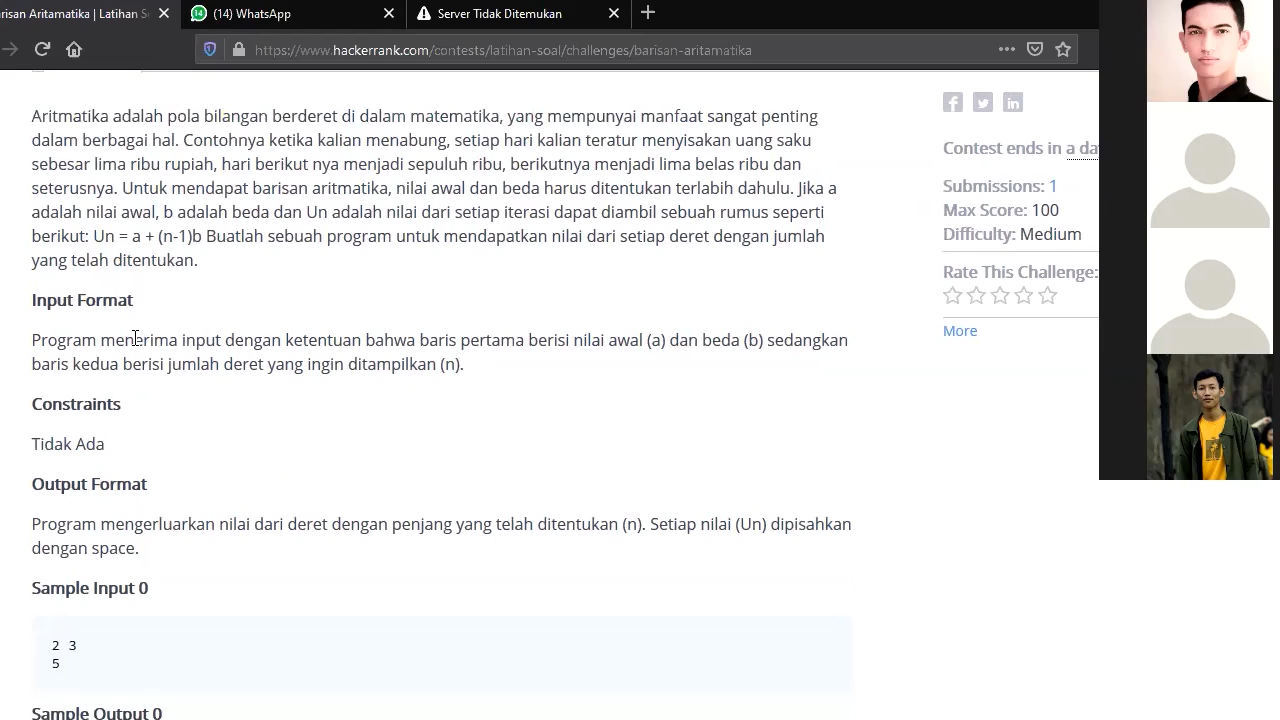 arisan Aritamatika | Latihan S
(14) WhatsApp
Server Tidak Ditemukan
https://www.hackerrank.com/contests/latihan-soal/challenges/barisan-aritamatika
Aritmatika adalah pola bilangan berderet di dalam matematika, yang mempunyai manfaat sangat penting
dalam berbagai hal. Contohnya ketika kalian menabung, setiap hari kalian teratur menyisakan uang saku
sebesar lima ribu rupiah, hari berikut nya menjadi sepuluh ribu, berikutnya menjadi lima belas ribu dan
seterusnya. Untuk mendapat barisan aritmatika, nilai awal dan beda harus ditentukan terlabih dahulu. Jika a
adalah nilai awal, b adalah beda dan Un adalah nilai dari setiap iterasi dapat diambil sebuah rumus seperti
berikut: Un = a + (n-1)b Buatlah sebuah program untuk mendapatkan nilai dari setiap deret dengan jumlah
yang telah ditentukan.
Input Format
Program menerima input dengan ketentuan bahwa baris pertama berisi nilai awal (a) dan beda (b) sedangkan
baris kedua berisi jumlah deret yang ingin ditampilkan (n).
Constraints
Tidak Ada
Output Format
Program mengerluarkan nilai dari deret dengan penjang yang telah ditentukan (n). Setiap nilai (Un) dipisahkan
dengan space.
Sample Input 0
2 3
5
Sample Output 0
Contest ends in a da
Submissions: 1
Max Score: 100
Difficulty: Medium
Rate This Challenge:
More